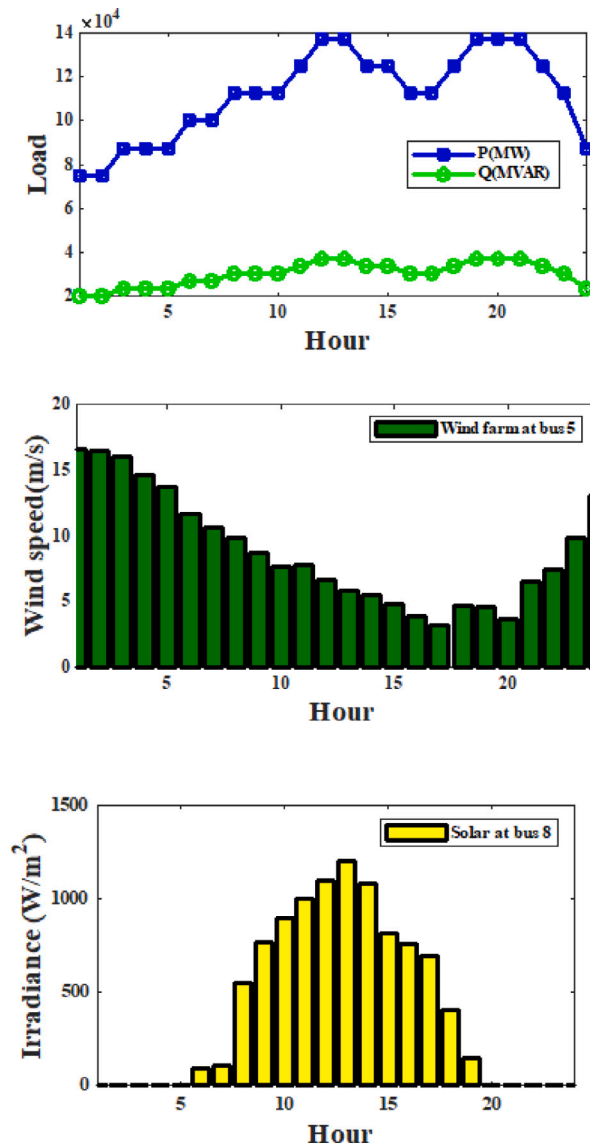 ×10⁴
14
12
10
8
6
4
2
Load
P(MW)
Q(MVAR)
5 10 15 20
Hour
20
15
10
5
0
Wind speed(m/s)
Wind farm at bus 5
5 10 15 20
Hour
1500
1000
500
0
Irradiance (W/m²)
Solar at bus 8
5 10 15 20
Hour